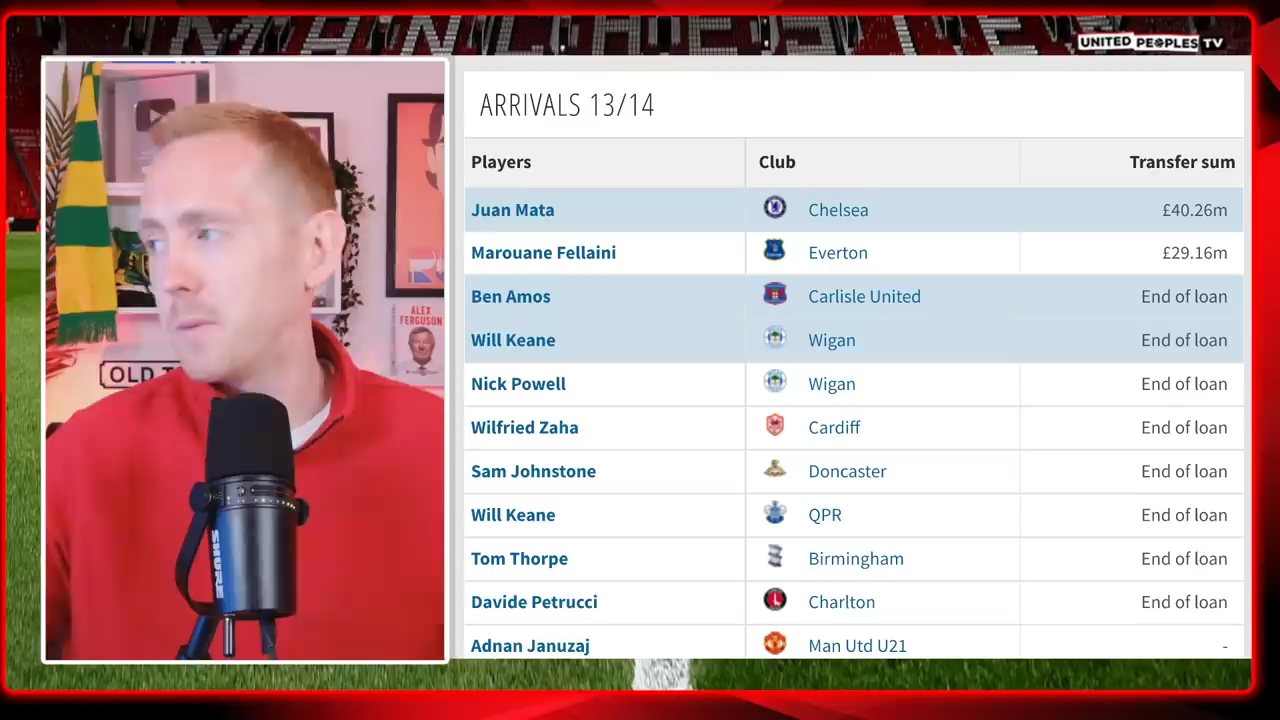 MANCHESTER
UNITED PEOPLES TV
ARRIVALS 13/14
Players Club Transfer sum
Juan Mata Chelsea £40.26m
Marouane Fellaini Everton £29.16m
Ben Amos Carlisle United End of loan
Will Keane Wigan End of loan
Nick Powell Wigan End of loan
Wilfried Zaha Cardiff End of loan
Sam Johnstone Doncaster End of loan
Will Keane QPR End of loan
Tom Thorpe Birmingham End of loan
Davide Petrucci Charlton End of loan
Adnan Januzaj Man Utd U21 -
ALEX
FERGUSON
OLD T
SHURE